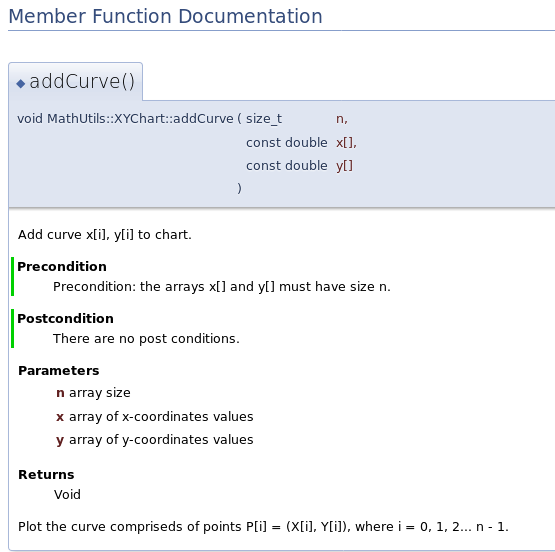 Member Function Documentation
◆ addCurve()
void MathUtils::XYChart::addCurve ( size_t n,
const double x[],
const double y[]
)
Add curve x[i], y[i] to chart.
Precondition
Precondition: the arrays x[] and y[] must have size n.
Postcondition
There are no post conditions.
Parameters
n array size
x array of x-coordinates values
y array of y-coordinates values
Returns
Void
Plot the curve compriseds of points P[i] = (X[i], Y[i]), where i = 0, 1, 2... n - 1.